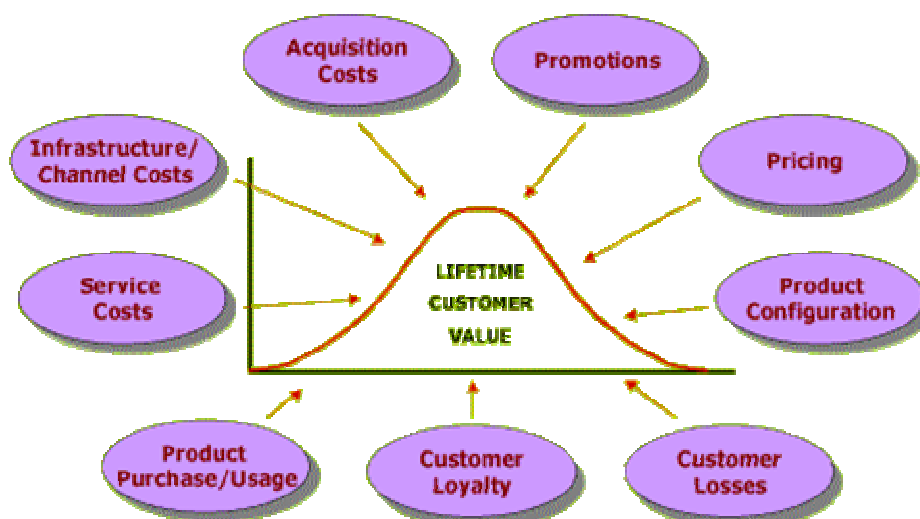 Acquisition
Costs
Promotions
Infrastructure/
Channel Costs
Pricing
LIFETIME
CUSTOMER
VALUE
Service
Costs
Product
Configuration
Product
Purchase/Usage
Customer
Loyalty
Customer
Losses